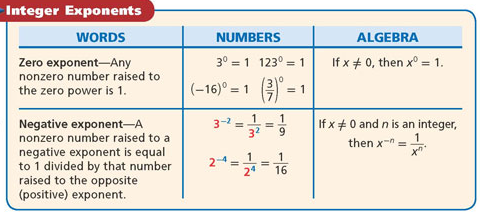 Integer Exponents
WORDS NUMBERS ALGEBRA
Zero exponent—Any
nonzero number raised to
the zero power is 1.
3⁰ = 1 123⁰ = 1
(−16)⁰ = 1 (3/7)⁰ = 1
If x ≠ 0, then x⁰ = 1.
Negative exponent—A
nonzero number raised to a
negative exponent is equal
to 1 divided by that number
raised to the opposite
(positive) exponent.
3⁻² = 1/3² = 1/9
2⁻⁴ = 1/2⁴ = 1/16
If x ≠ 0 and n is an integer,
then x⁻ⁿ = 1/xⁿ.